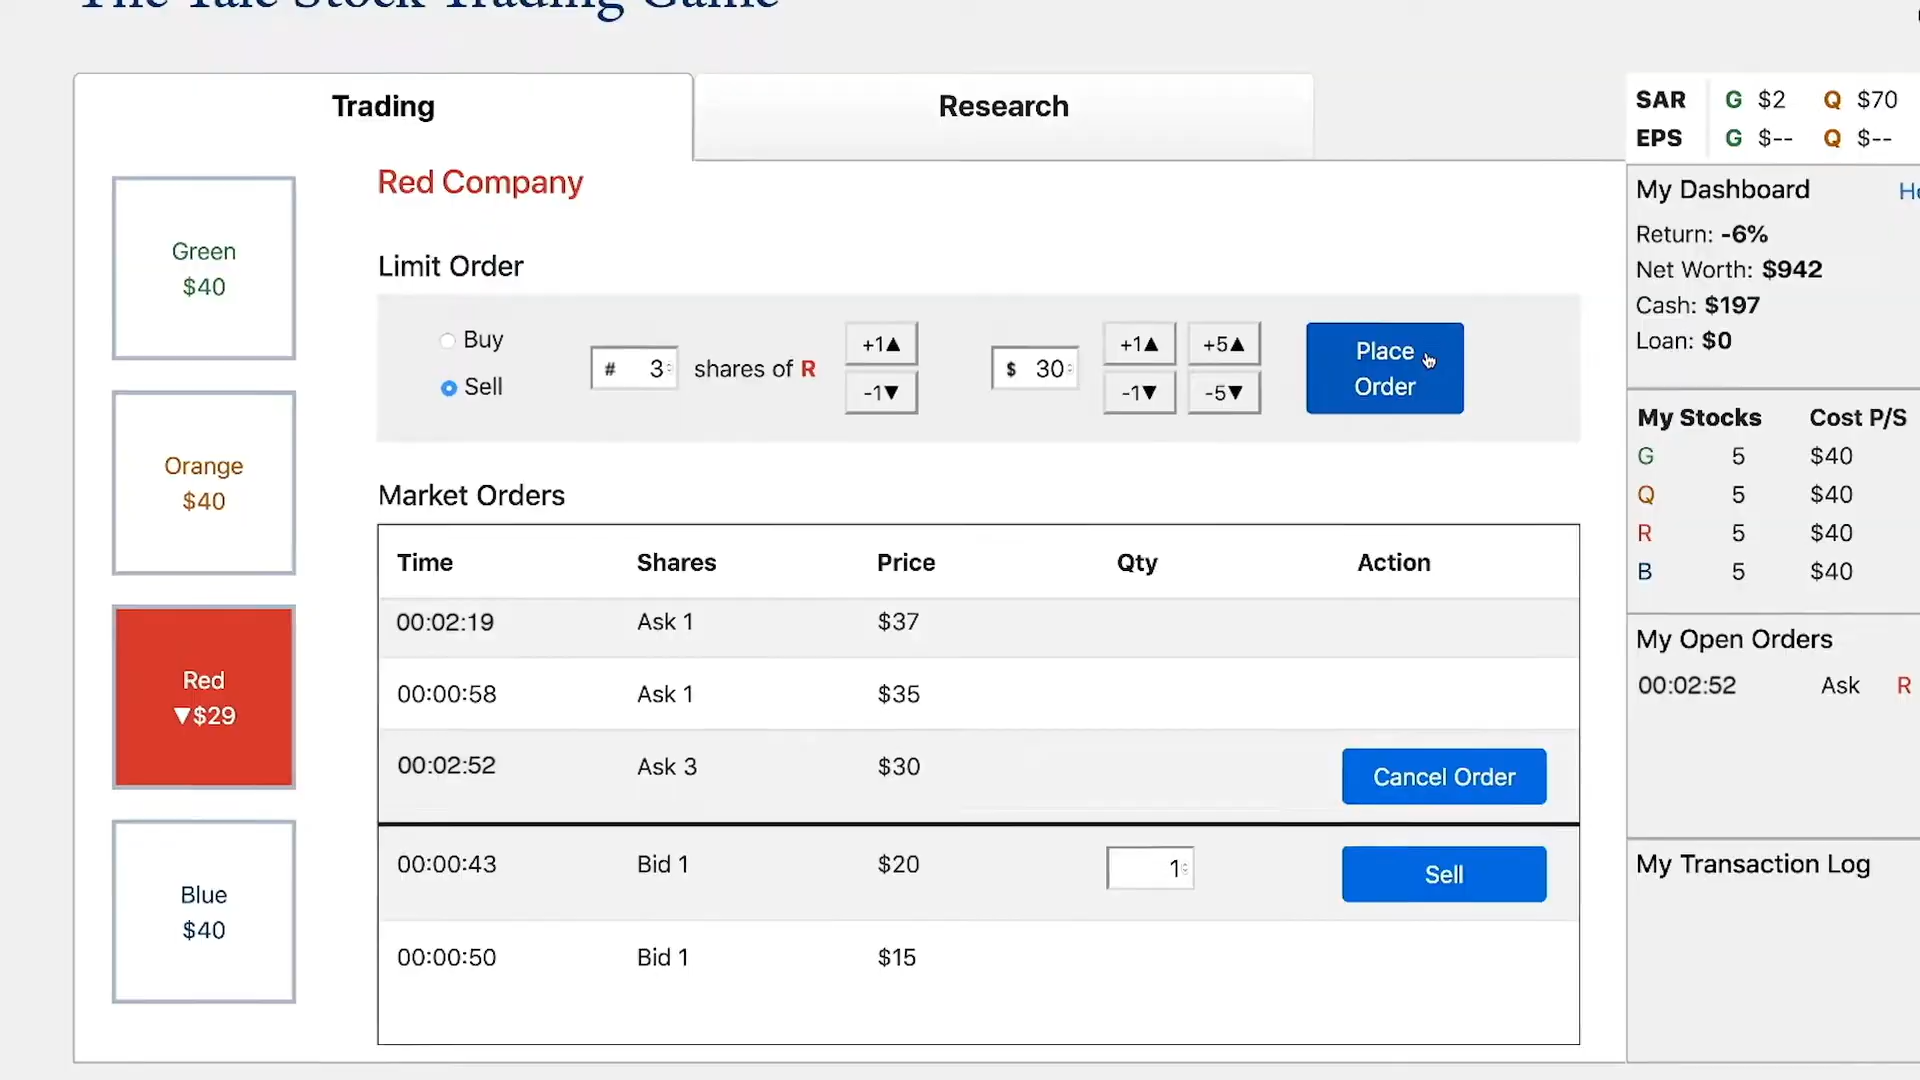 The Yale Stock Trading Game
Trading
Research
Red Company
Limit Order
Buy
Sell
# 3 shares of R
+1▲
-1▼
$ 30
+1▲ +5▲
-1▼ -5▼
Place
Order
Green
$40
Orange
$40
Red
▼$29
Blue
$40
Market Orders
Time Shares Price Qty Action
00:02:19 Ask 1 $37
00:00:58 Ask 1 $35
00:02:52 Ask 3 $30 Cancel Order
00:00:43 Bid 1 $20 1 Sell
00:00:50 Bid 1 $15
SAR G $2 Q $70
EPS G $-- Q $--
My Dashboard
Return: -6%
Net Worth: $942
Cash: $197
Loan: $0
My Stocks Cost P/S
G 5 $40
Q 5 $40
R 5 $40
B 5 $40
My Open Orders
00:02:52 Ask R
My Transaction Log